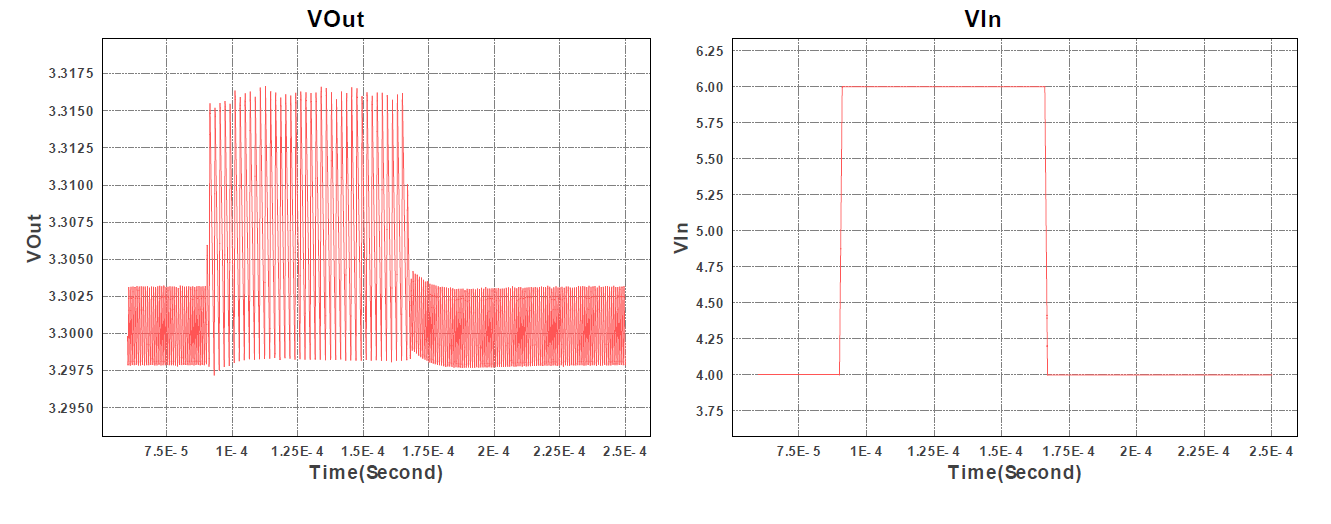 VOut
3.3175
3.3150
3.3125
3.3100
3.3075
3.3050
3.3025
3.3000
3.2975
3.2950
VOut
7.5E- 5 1E- 4 1.25E- 4 1.5E- 4 1.75E- 4 2E- 4 2.25E- 4 2.5E- 4
Time(Second)
VIn
6.25
6.00
5.75
5.50
5.25
5.00
4.75
4.50
4.25
4.00
3.75
VIn
7.5E- 5 1E- 4 1.25E- 4 1.5E- 4 1.75E- 4 2E- 4 2.25E- 4 2.5E- 4
Time(Second)